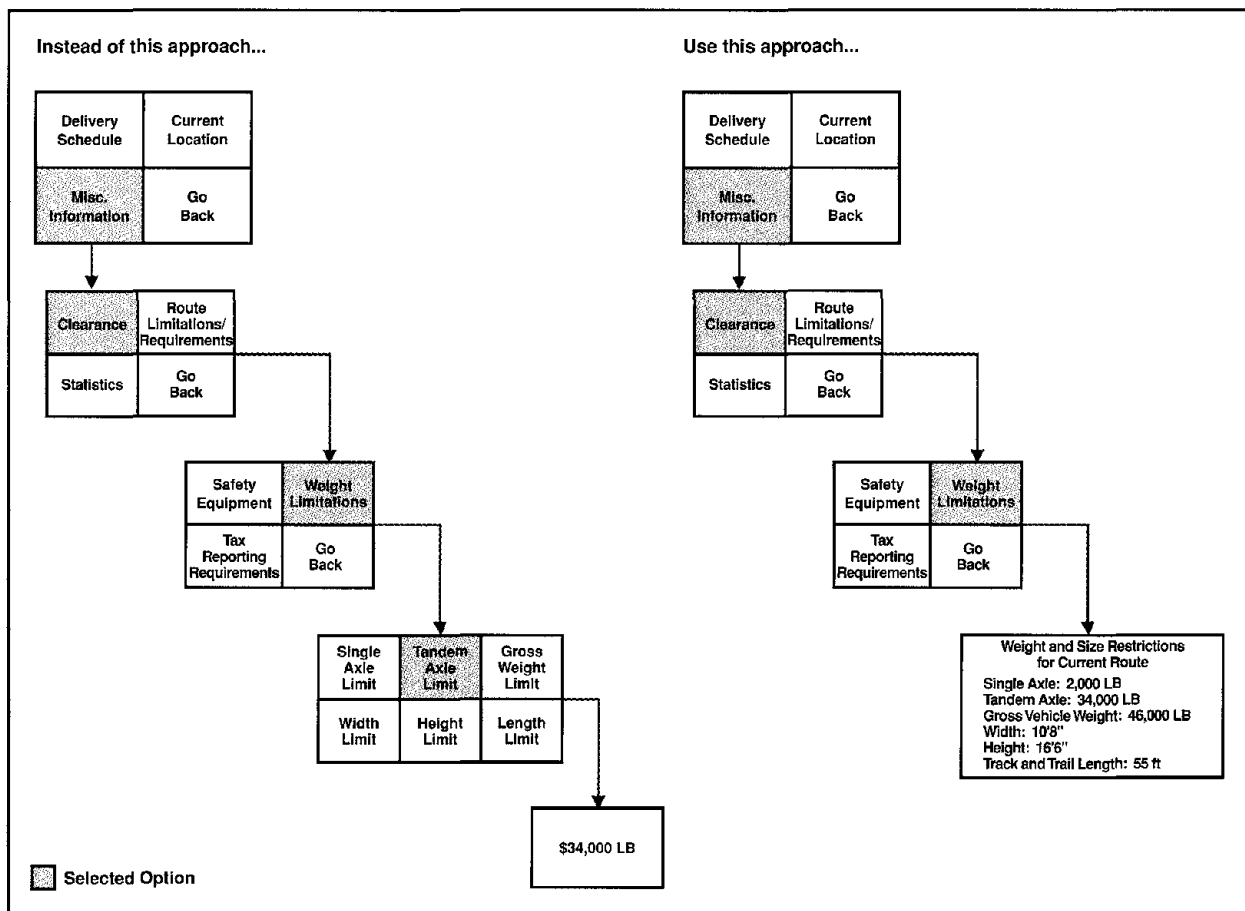 Instead of this approach...
Delivery
Schedule
Current
Location
Misc.
Information
Go
Back
Clearance
Route
Limitations/
Requirements
Statistics
Go
Back
Safety
Equipment
Weight
Limitations
Tax
Reporting
Requirements
Go
Back
Single
Axle
Limit
Tandem
Axle
Limit
Gross
Weight
Limit
Width
Limit
Height
Limit
Length
Limit
$34,000 LB
Selected Option
Use this approach...
Delivery
Schedule
Current
Location
Misc.
Information
Go
Back
Clearance
Route
Limitations/
Requirements
Statistics
Go
Back
Safety
Equipment
Weight
Limitations
Tax
Reporting
Requirements
Go
Back
Weight and Size Restrictions
for Current Route
Single Axle: 2,000 LB
Tandem Axle: 34,000 LB
Gross Vehicle Weight: 46,000 LB
Width: 10'8"
Height: 16'6"
Track and Trail Length: 55 ft